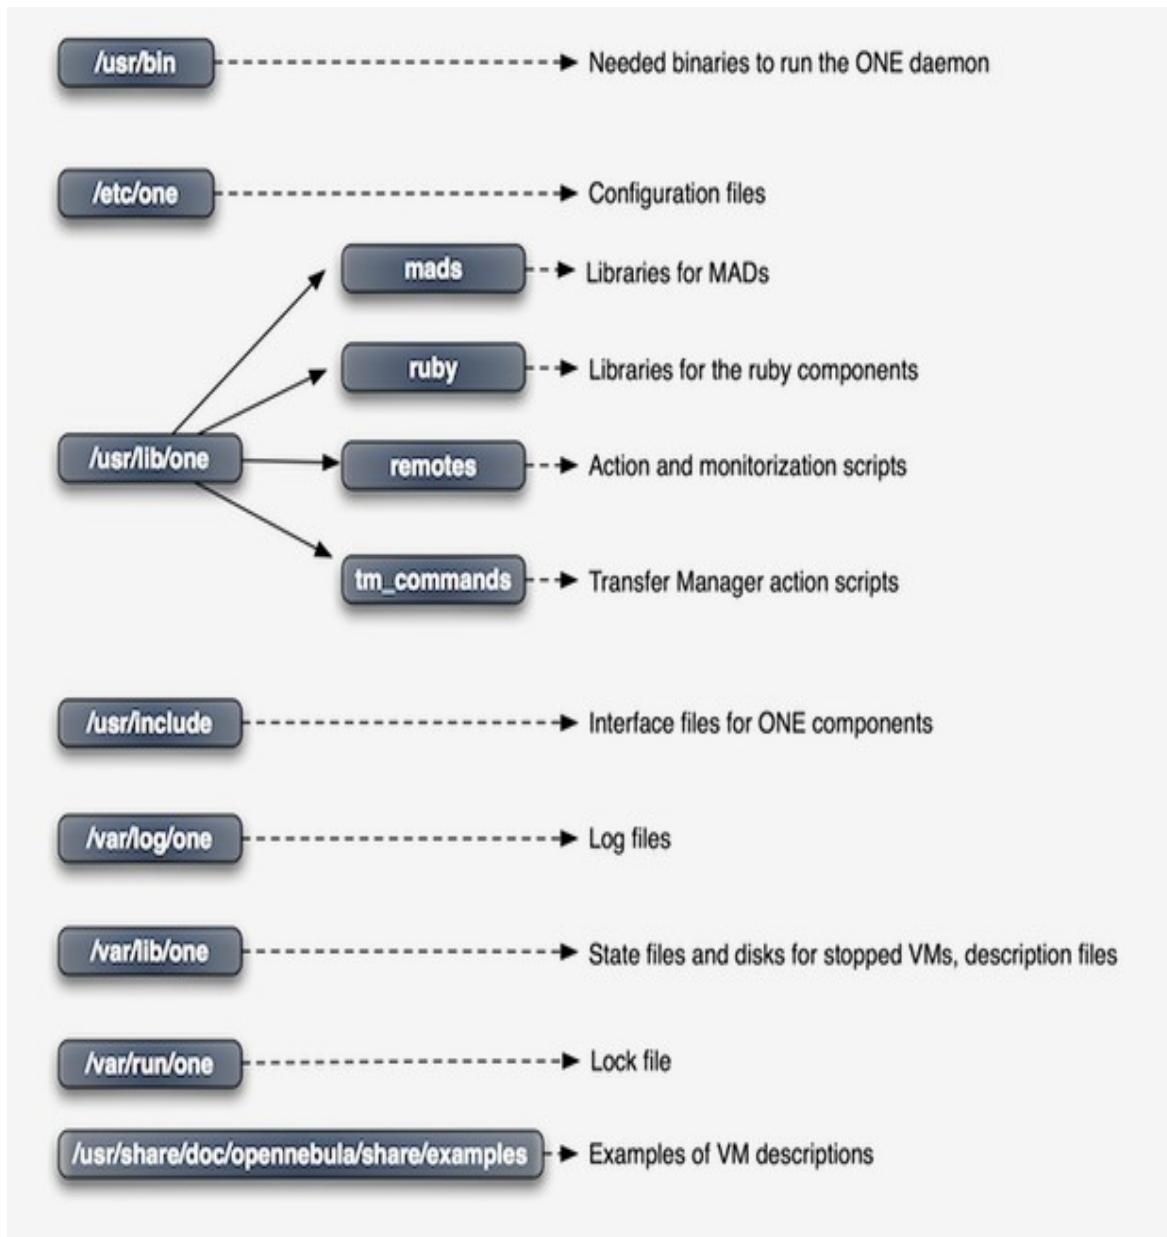 /usr/bin Needed binaries to run the ONE daemon
/etc/one Configuration files
mads Libraries for MADs
ruby Libraries for the ruby components
/usr/lib/one remotes Action and monitorization scripts
tm_commands Transfer Manager action scripts
/usr/include Interface files for ONE components
/var/log/one Log files
/var/lib/one State files and disks for stopped VMs, description files
/var/run/one Lock file
/usr/share/doc/opennebula/share/examples Examples of VM descriptions